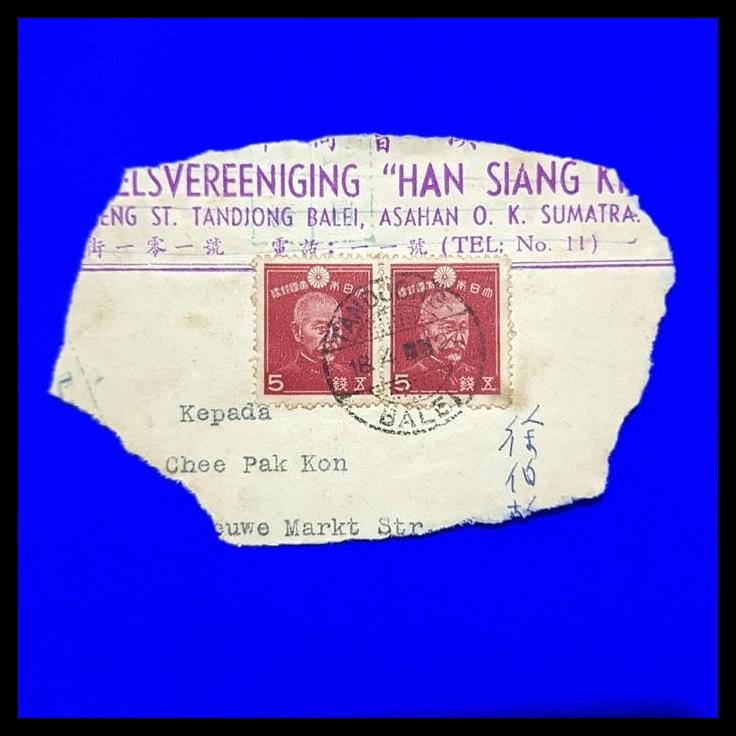 ELSVEREENIGING "HAN SIANG K
ENG ST. TANDJONG BALEI, ASAHAN O. K. SUMATRA.
街一零一號 電話：一一號 (TEL: No. 11)
大日本帝國郵便
5 五錢
大日本帝國郵便
5 五錢
BALEI
Kepada
Chee Pak Kon
euwe Markt Str.
徐
伯